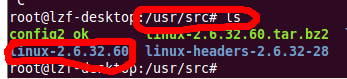 C
root@lzf-desktop:/usr/src# ls
config2 ok linux-2.6.32.60.tar.bz2
linux-2.6.32.60 linux-headers-2.6.32-28
root@lzf-desktop:/usr/src#